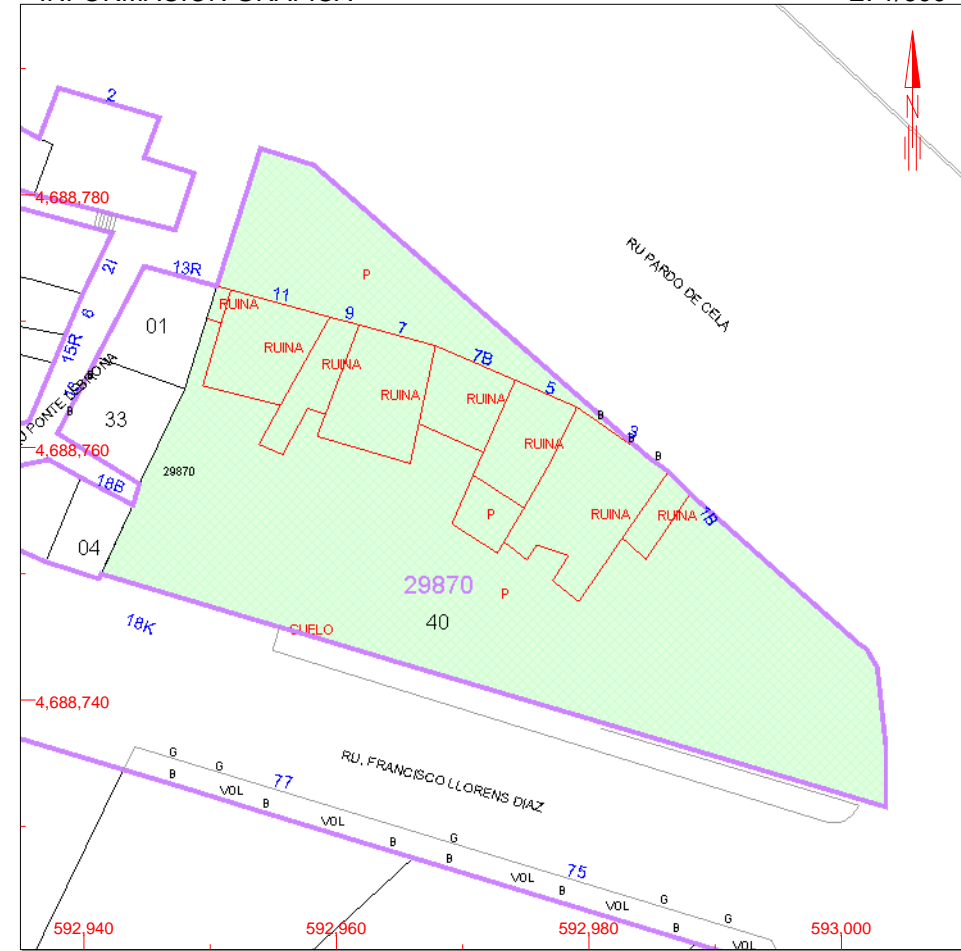 2
4,688,780
N
RU PARDO DE CELA
2I
13R
P
11
RUINA
9
7
01
6
RUINA
RUINA
7B
15R
RUINA
RUINA
5
B
33
B
3
B
B
RUINA
4,688,760
29870
18B
P
RUINA
RUINA
7B
04
29870
P
40
18K
SUELO
4,688,740
RU. FRANCISCO LLORENS DIAZ
G
G
B
77
VOL
B
VOL
G
B
B
75
VOL
B
G
VOL
G
B
VOL
592,940
592,960
592,980
593,000